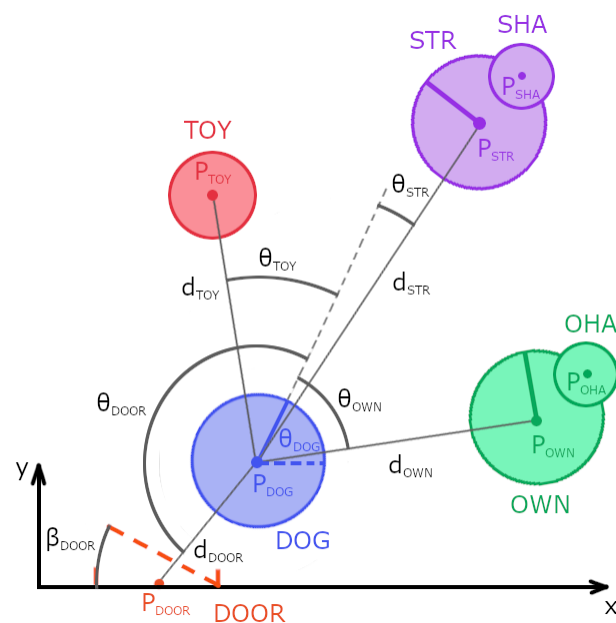 SHA
STR
P_SHA
TOY
P_STR
P_TOY
θ_STR
θ_TOY
d_STR
d_TOY
OHA
P_OHA
θ_DOOR
θ_OWN
θ_DOG
P_OWN
d_OWN
y
P_DOG
OWN
β_DOOR
d_DOOR
DOG
P_DOOR
DOOR
x